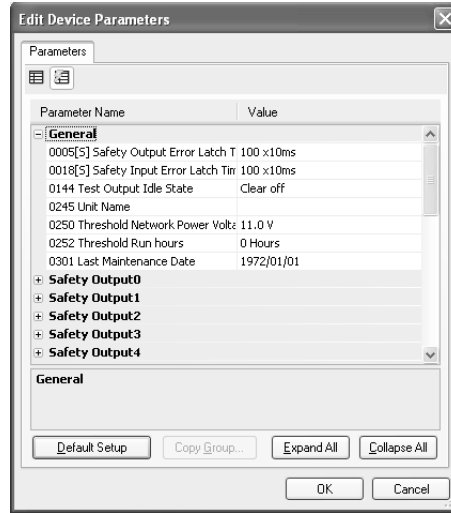 Edit Device Parameters
Parameters
Parameter Name Value
General
0005[S] Safety Output Error Latch T 100 x10ms
0018[S] Safety Input Error Latch Tim 100 x10ms
0144 Test Output Idle State Clear off
0245 Unit Name
0250 Threshold Network Power Volta 11.0 V
0252 Threshold Run hours 0 Hours
0301 Last Maintenance Date 1972/01/01
Safety Output0
Safety Output1
Safety Output2
Safety Output3
Safety Output4
General
Default Setup Copy Group... Expand All Collapse All
OK Cancel